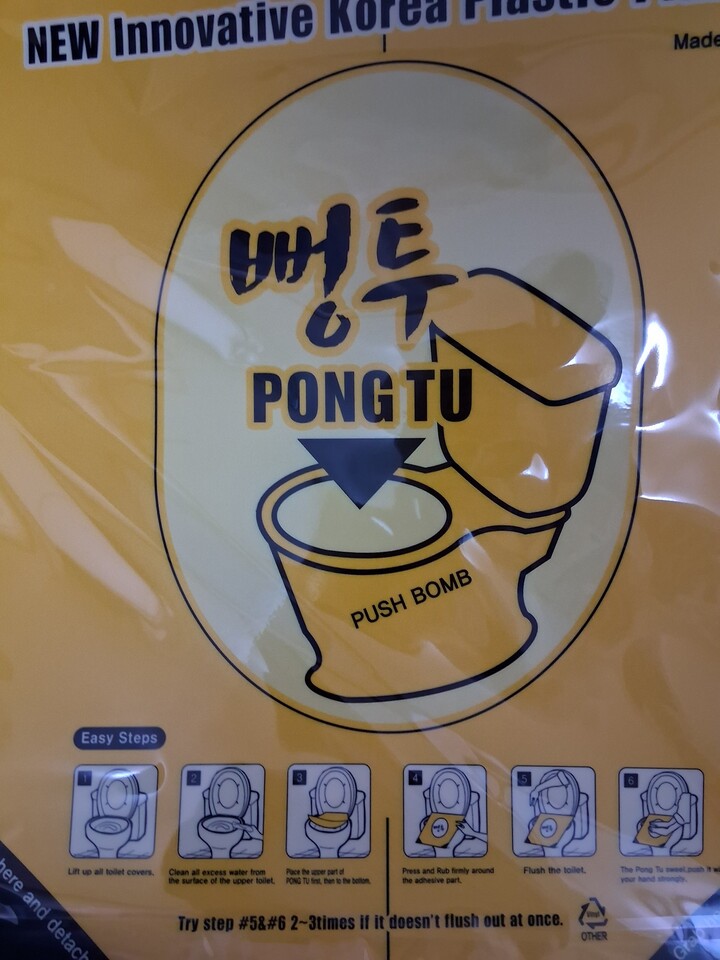 NEW Innovative Korea Plastic
Made
뻥투
PONG TU
PUSH BOMB
Easy Steps
1
2
3
4
5
6
Lift up all toilet covers.
Clean all excess water from
the surface of the upper toilet.
Place the upper part of
PONG TU first, then to the bottom.
Press and Rub firmly around
the adhesive part.
Flush the toilet.
The Pong Tu
your hand strongly.
here and detach
Try step #5&#6 2~3times if it doesn't flush out at once.
OTHER